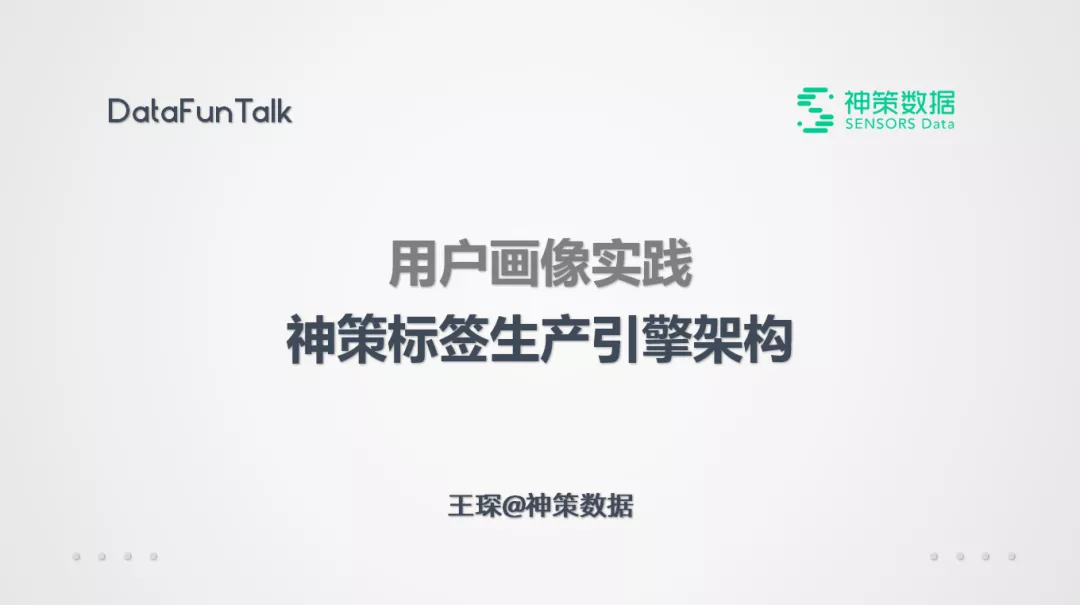 DataFunTalk
神策数据
SENSORS Data
用户画像实践
神策标签生产引擎架构
王琛@神策数据